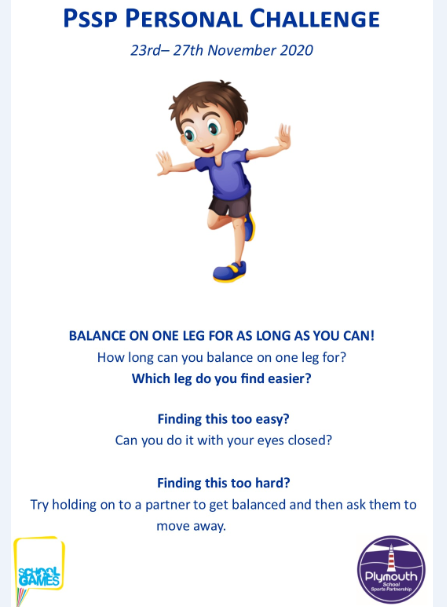 PSSP PERSONAL CHALLENGE
23rd– 27th November 2020
BALANCE ON ONE LEG FOR AS LONG AS YOU CAN!
How long can you balance on one leg for?
Which leg do you find easier?
Finding this too easy?
Can you do it with your eyes closed?
Finding this too hard?
Try holding on to a partner to get balanced and then ask them to
move away.
SCHOOL
GAMES
Plymouth
School
Sports Partnership